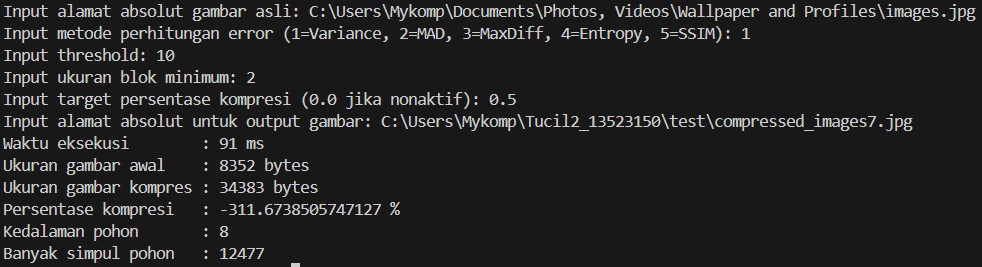 Input alamat absolut gambar asli: C:\Users\Mykomp\Documents\Photos, Videos\Wallpaper and Profiles\images.jpg
Input metode perhitungan error (1=Variance, 2=MAD, 3=MaxDiff, 4=Entropy, 5=SSIM): 1
Input threshold: 10
Input ukuran blok minimum: 2
Input target persentase kompresi (0.0 jika nonaktif): 0.5
Input alamat absolut untuk output gambar: C:\Users\Mykomp\Tucil2_13523150\test\compressed_images7.jpg
Waktu eksekusi        : 91 ms
Ukuran gambar awal    : 8352 bytes
Ukuran gambar kompres : 34383 bytes
Persentase kompresi   : -311.6738505747127 %
Kedalaman pohon       : 8
Banyak simpul pohon   : 12477